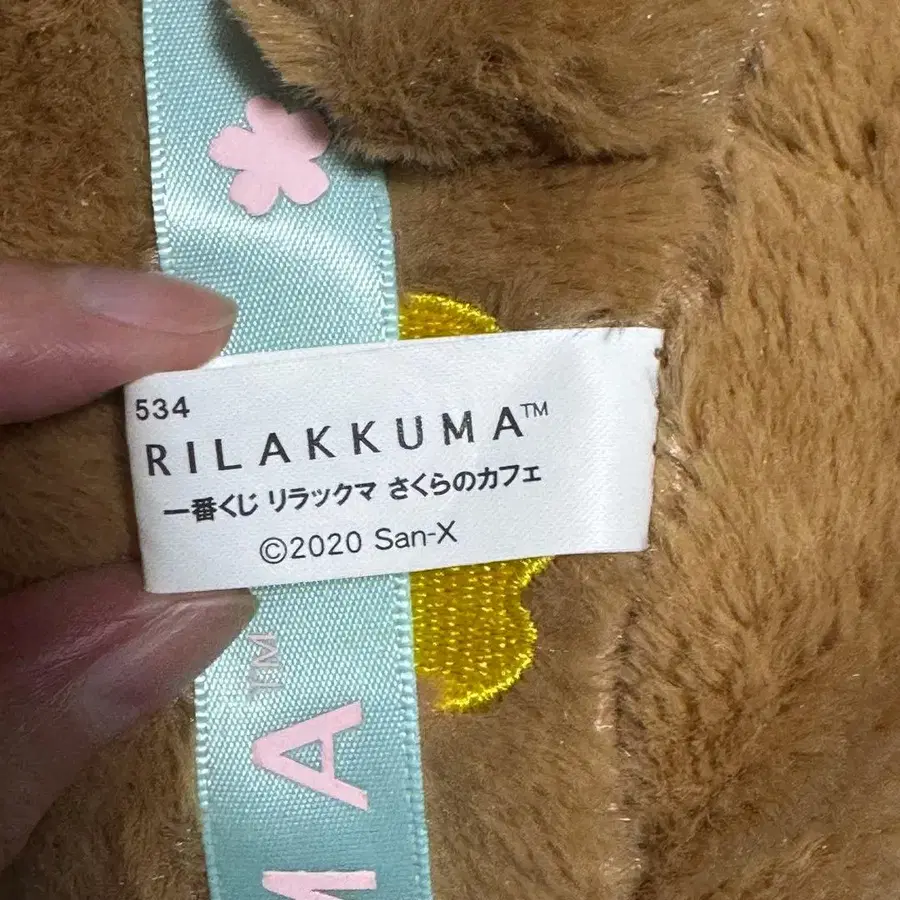 534
RILAKKUMA™
一番くじ リラックマ さくらのカフェ
©2020 San-X
MA™